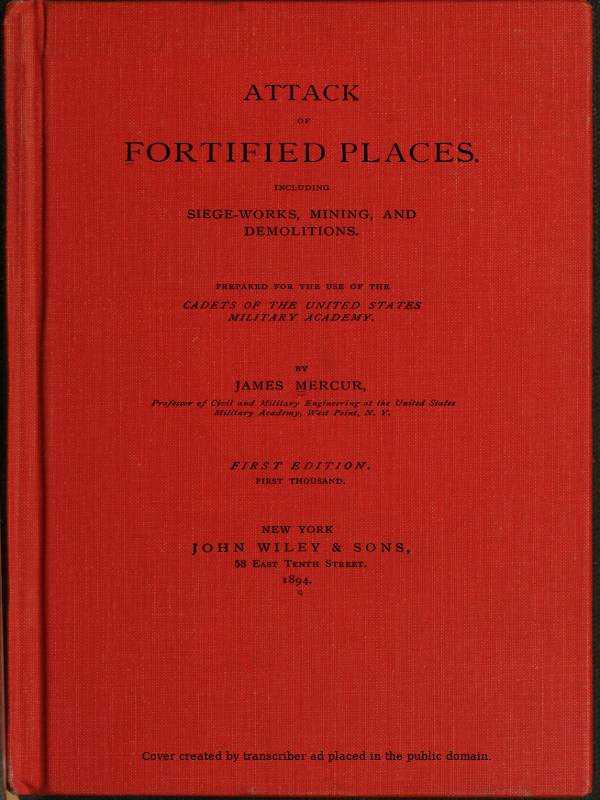 ATTACK
OF
FORTIFIED PLACES.
INCLUDING
SIEGE-WORKS, MINING, AND
DEMOLITIONS.
PREPARED FOR THE USE OF THE
CADETS OF THE UNITED STATES
MILITARY ACADEMY.
BY
JAMES MERCUR,
Professor of Civil and Military Engineering at the United States
Military Academy, West Point, N. Y.
FIRST EDITION.
FIRST THOUSAND.
NEW YORK
JOHN WILEY & SONS,
53 East Tenth Street.
1894.
Cover created by transcriber ad placed in the public domain.